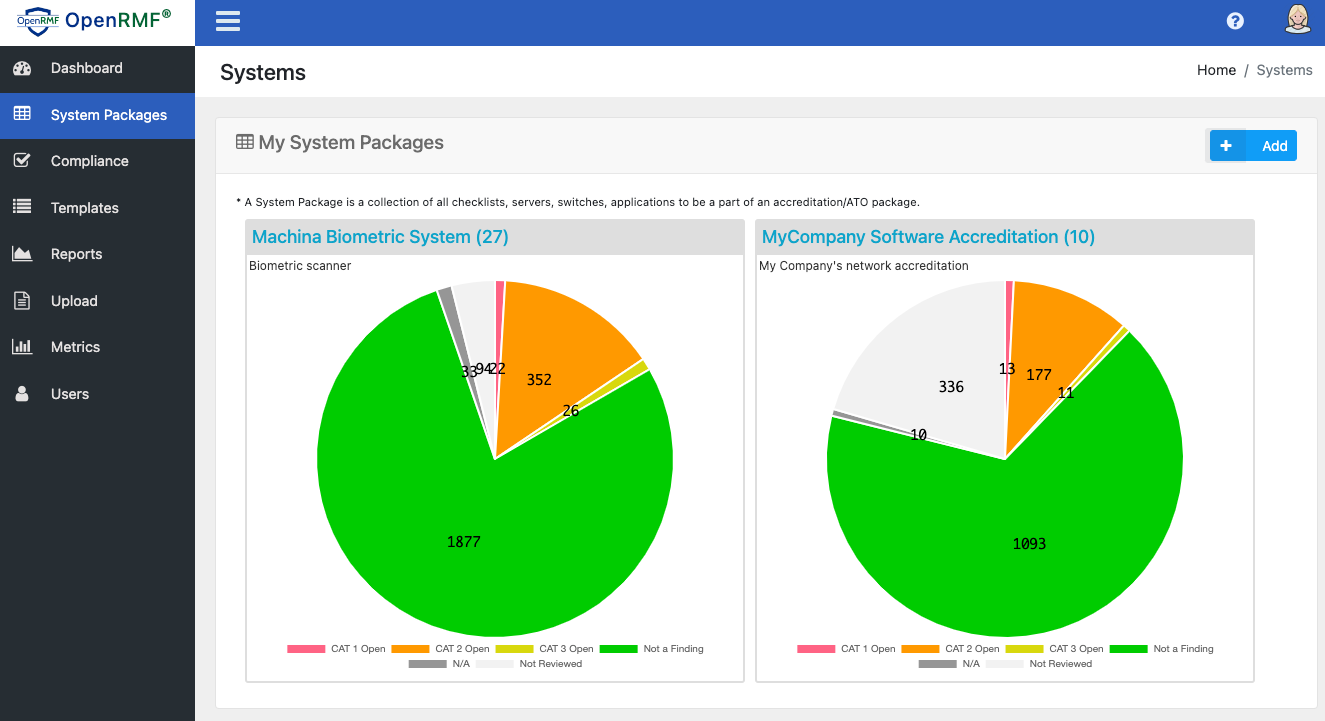 OpenRMF OpenRMF®
Dashboard
System Packages
Compliance
Templates
Reports
Upload
Metrics
Users
?
Systems
Home / Systems
My System Packages
+ Add
* A System Package is a collection of all checklists, servers, switches, applications to be a part of an accreditation/ATO package.
Machina Biometric System (27)
Biometric scanner
33
94
22
352
26
1877
CAT 1 Open CAT 2 Open CAT 3 Open Not a Finding
N/A Not Reviewed
MyCompany Software Accreditation (10)
My Company's network accreditation
13
177
336
11
10
1093
CAT 1 Open CAT 2 Open CAT 3 Open Not a Finding
N/A Not Reviewed